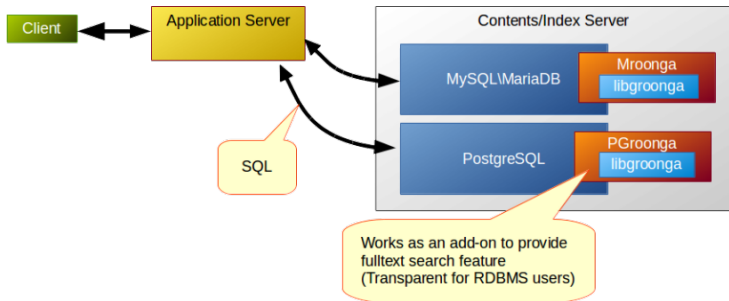 Client
Application Server
Contents/Index Server
MySQL\MariaDB
Mroonga
libgroonga
SQL
PostgreSQL
PGroonga
libgroonga
Works as an add-on to provide
fulltext search feature
(Transparent for RDBMS users)